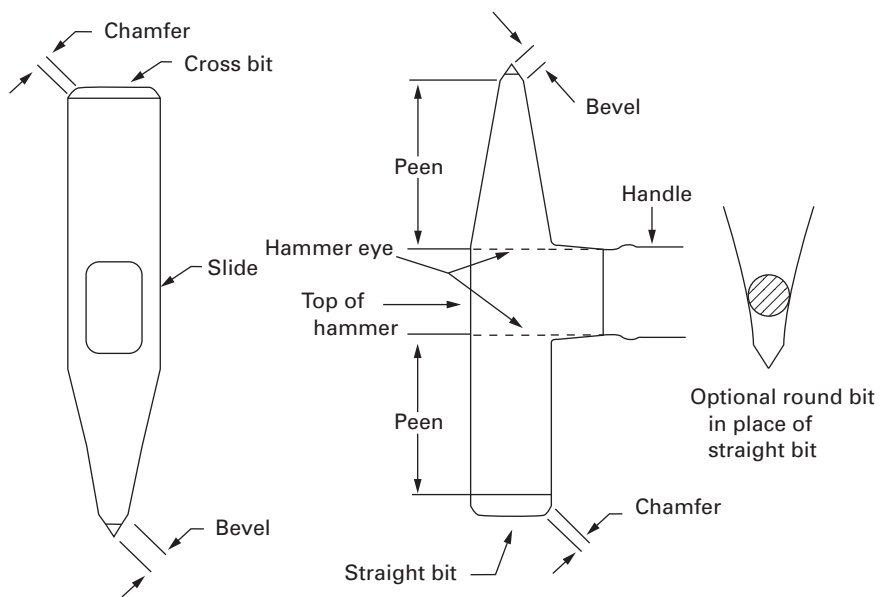 Chamfer
Cross bit
Slide
Bevel
Bevel
Peen
Handle
Hammer eye
Top of
hammer
Peen
Chamfer
Straight bit
Optional round bit
in place of
straight bit